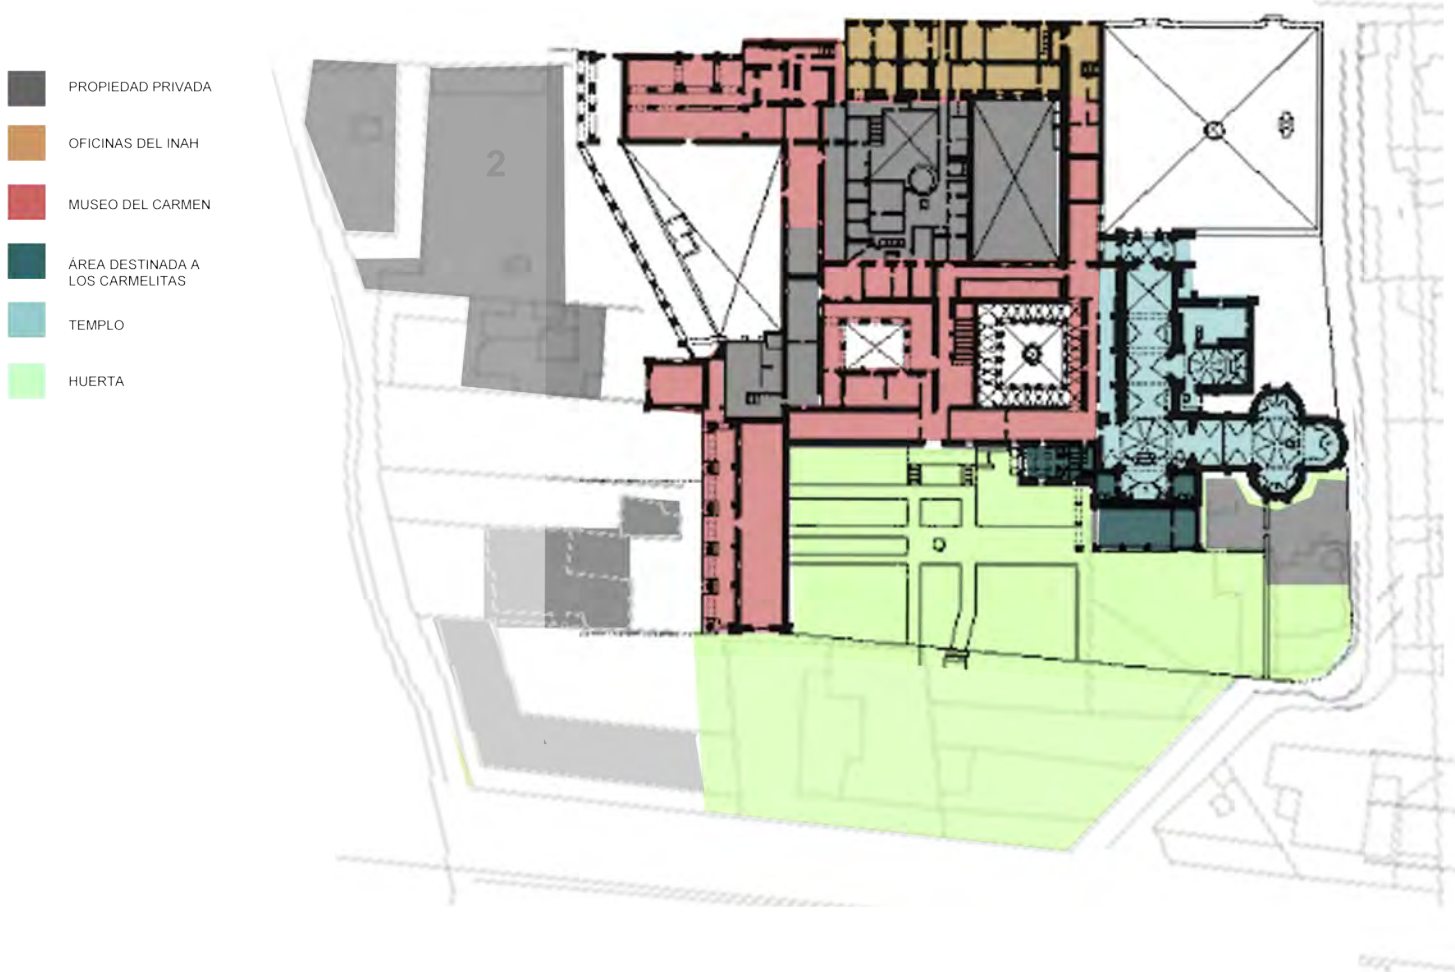 PROPIEDAD PRIVADA
OFICINAS DEL INAH
MUSEO DEL CARMEN
ÁREA DESTINADA A
LOS CARMELITAS
TEMPLO
HUERTA
2